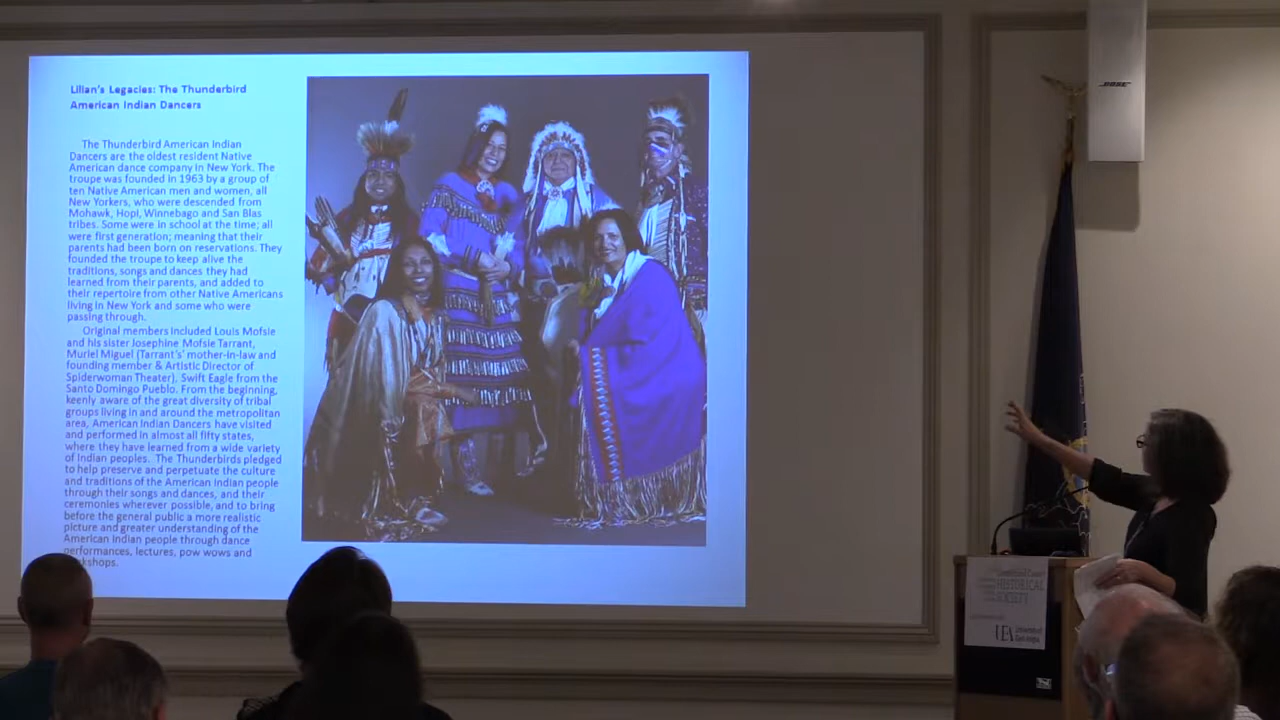 Lilian's Legacies: The Thunderbird
American Indian Dancers
The Thunderbird American Indian
Dancers are the oldest resident Native
American dance company in New York. The
troupe was founded in 1963 by a group of
ten Native American men and women, all
New Yorkers, who were descended from
Mohawk, Hopi, Winnebago and San Blas
tribes. Some were in school at the time; all
were first generation; meaning that their
parents had been born on reservations. They
founded the troupe to keep alive the
traditions, songs and dances they had
learned from their parents, and added to
their repertoire from other Native Americans
living in New York and some who were
passing through.
Original members included Louis Mofsie
and his sister Josephine Mofsie Tarrant,
Muriel Miguel (Tarrant's' mother-in-law and
founding member & Artistic Director of
Spiderwoman Theater), Swift Eagle from the
Santo Domingo Pueblo. From the beginning,
keenly aware of the great diversity of tribal
groups living in and around the metropolitan
area, American Indian Dancers have visited
and performed in almost all fifty states,
where they have learned from a wide variety
of Indian peoples. The Thunderbirds pledged
to help preserve and perpetuate the culture
and traditions of the American Indian people
through their songs and dances, and their
ceremonies wherever possible, and to bring
before the general public a more realistic
picture and greater understanding of the
American Indian people through dance
performances, lectures, pow wows and
kshops.
BOSE
HISTORICAL
SOCIETY